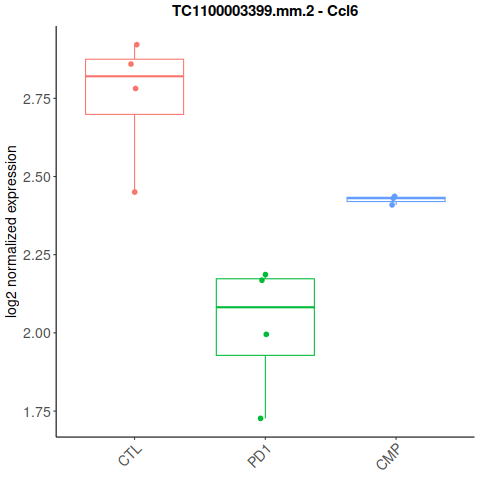 TC1100003399.mm.2 - Ccl6
log2 normalized expression
2.75
2.50
2.25
2.00
1.75
CTL
PD1
CMP